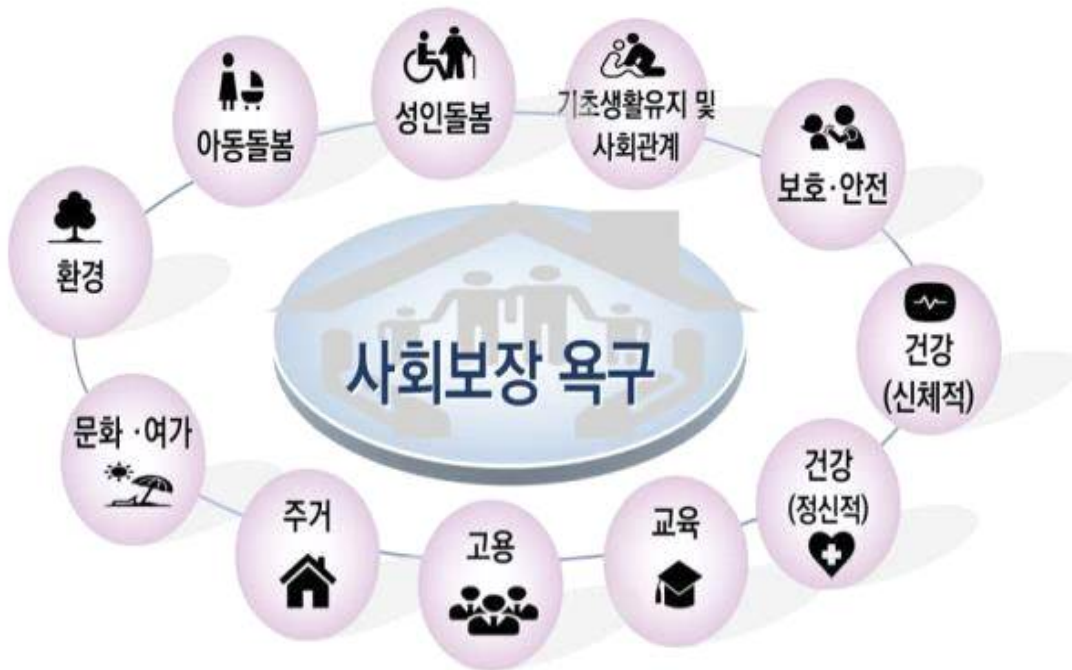 아동돌봄
성인돌봄
기초생활유지 및
사회관계
보호·안전
환경
사회보장 욕구
건강
(신체적)
문화·여가
건강
(정신적)
주거
고용
교육